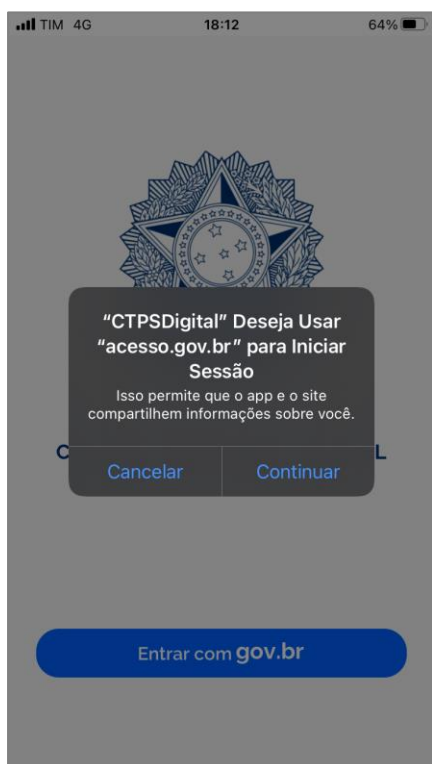 TIM 4G 18:12 64%
“CTPSDigital” Deseja Usar
“acesso.gov.br” para Iniciar
Sessão
Isso permite que o app e o site
compartilhem informações sobre você.
Cancelar Continuar
Entrar com gov.br